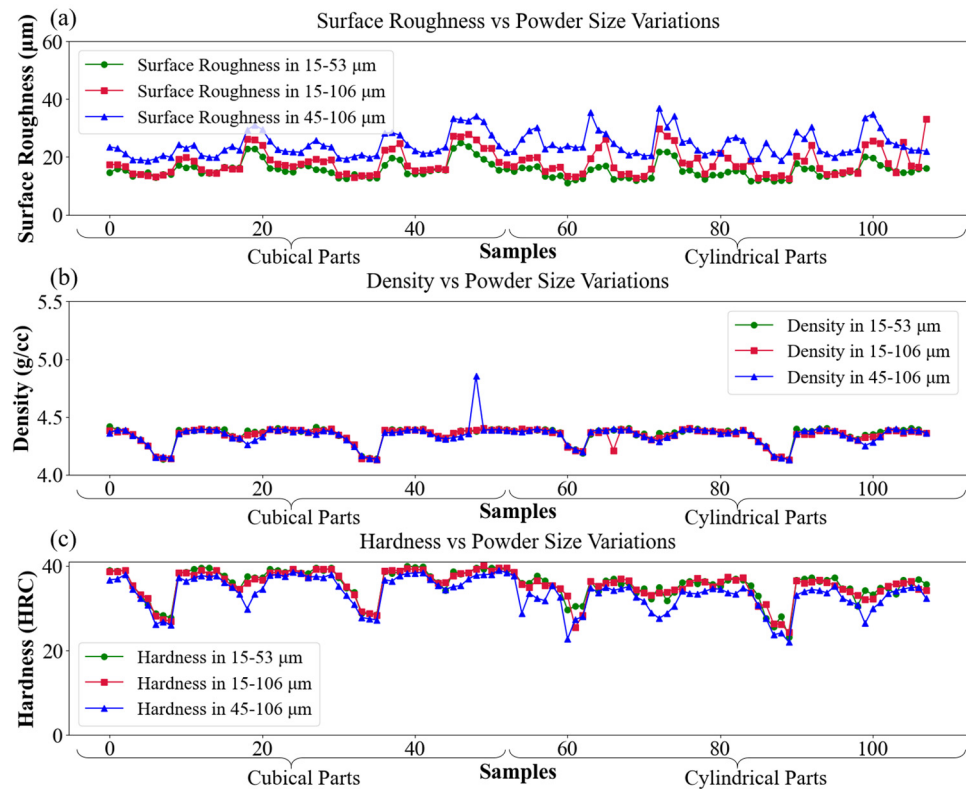 (a)
Surface Roughness vs Powder Size Variations
Surface Roughness (μm)
60
40
20
0
Surface Roughness in 15-53 μm
Surface Roughness in 15-106 μm
Surface Roughness in 45-106 μm
0 20 40 60 80 100
Samples
Cubical Parts Cylindrical Parts
(b)
Density vs Powder Size Variations
Density (g/cc)
5.5
5.0
4.5
4.0
Density in 15-53 μm
Density in 15-106 μm
Density in 45-106 μm
0 20 40 60 80 100
Samples
Cubical Parts Cylindrical Parts
(c)
Hardness vs Powder Size Variations
Hardness (HRC)
40
20
0
Hardness in 15-53 μm
Hardness in 15-106 μm
Hardness in 45-106 μm
0 20 40 60 80 100
Samples
Cubical Parts Cylindrical Parts